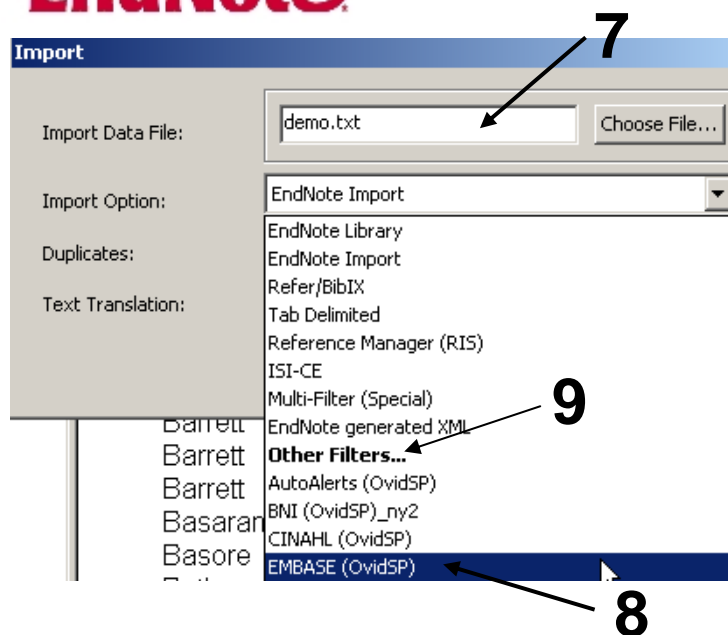 EndNote
7
Import
Import Data File:
demo.txt
Choose File...
Import Option:
EndNote Import
Duplicates:
Text Translation:
EndNote Library
EndNote Import
Refer/BibIX
Tab Delimited
Reference Manager (RIS)
ISI-CE
Multi-Filter (Special)
EndNote generated XML
Other Filters...
AutoAlerts (OvidSP)
BNI (OvidSP)_ny2
CINAHL (OvidSP)
EMBASE (OvidSP)
9
Barrett
Barrett
Barrett
Basaran
Basore
8